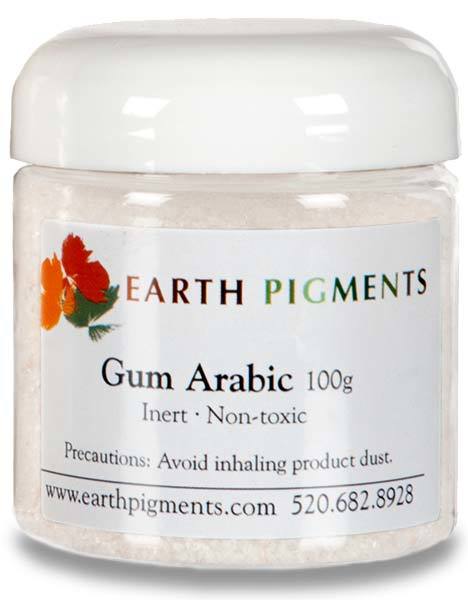 EARTH PIGMENTS
Gum Arabic 100g
Inert · Non-toxic
Precautions: Avoid inhaling product dust.
www.earthpigments.com 520.682.8928